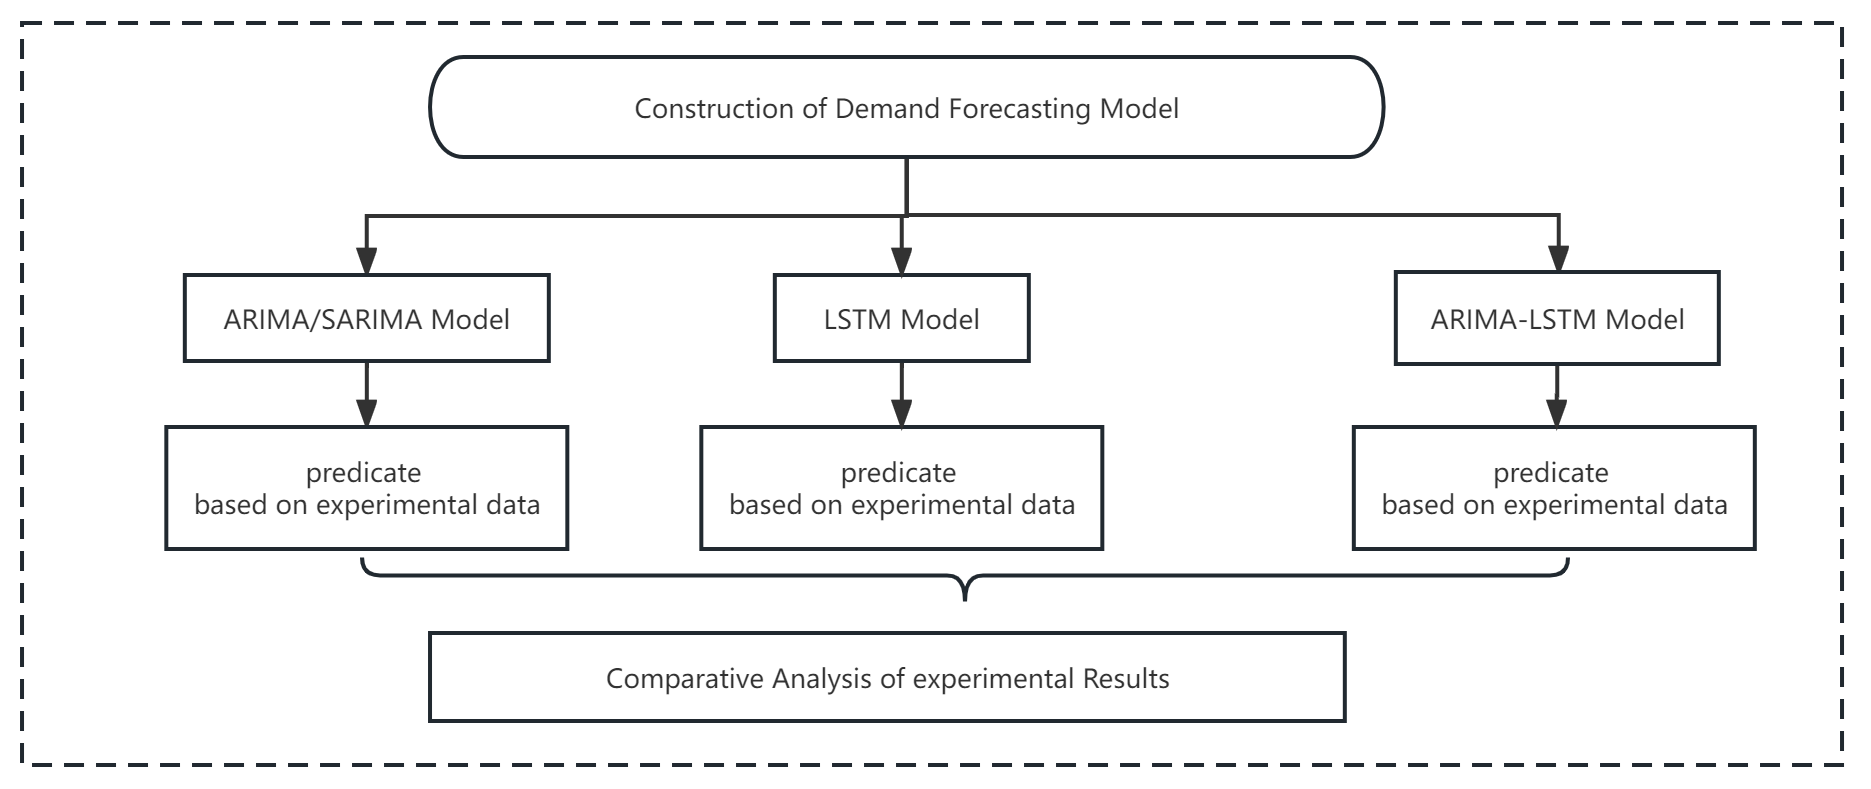 Construction of Demand Forecasting Model
ARIMA/SARIMA Model
LSTM Model
ARIMA-LSTM Model
predicate
based on experimental data
predicate
based on experimental data
predicate
based on experimental data
Comparative Analysis of experimental Results